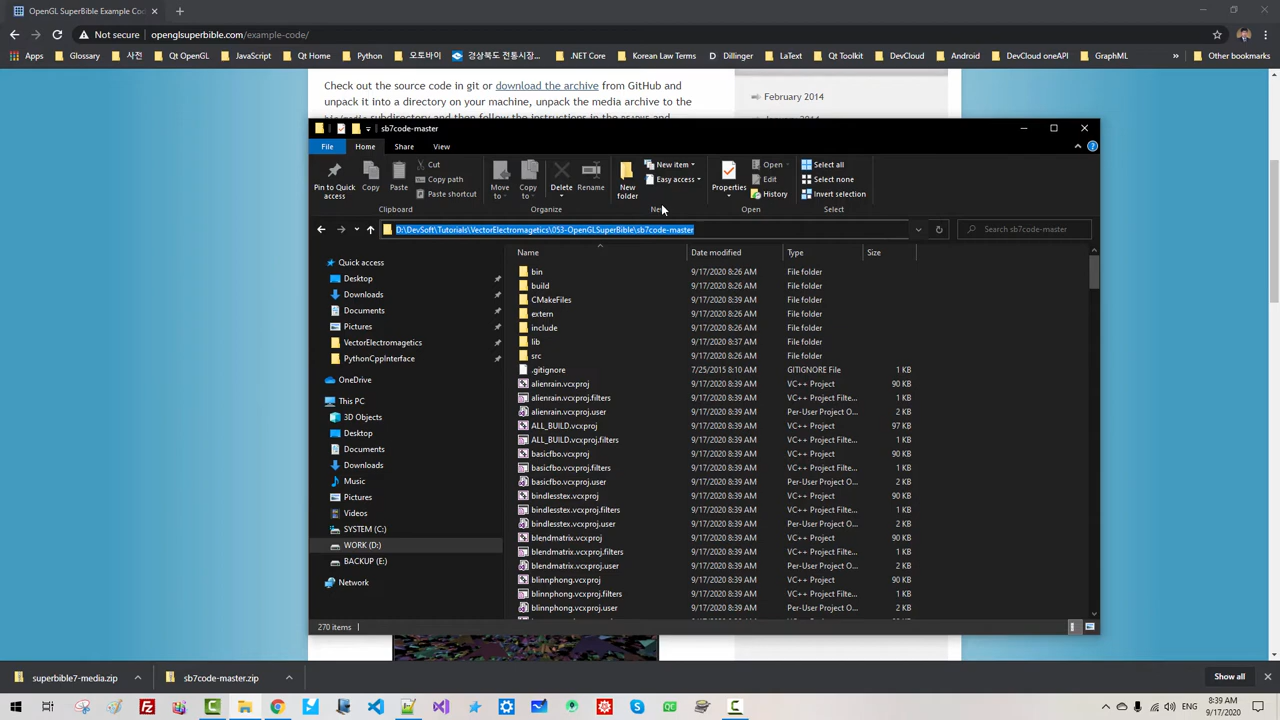 OpenGL SuperBible Example Co
Not secure
openglsuperbible.com/example-code/
Apps
Glossary
사전
Qt OpenGL
JavaScript
Qt Home
Python
오토바이
경상북도 전통시장...
.NET Core
Korean Law Terms
Dillinger
LaText
Qt Toolkit
DevCloud
Android
DevCloud oneAPI
GraphML
»
Other bookmarks
Check out the source code in git or download the archive from GitHub and
unpack it into a directory on your machine, unpack the media archive to the
February 2014
sb7code-master
File
Home
Share
View
Pin to Quick access
Copy
Paste
Cut
Copy path
Paste shortcut
Move to
Copy to
Delete
Rename
New folder
New item
Easy access
Properties
Open
Edit
History
Select all
Select none
Invert selection
Clipboard
Organize
New
Open
Select
D:\DevSoft\Tutorials\VectorElectromagetics\053-OpenGLSuperBible\sb7code-master
Search sb7code-master
Quick access
Desktop
Downloads
Documents
Pictures
VectorElectromagetics
PythonCppInterface
OneDrive
This PC
3D Objects
Desktop
Documents
Downloads
Music
Pictures
Videos
SYSTEM (C:)
WORK (D:)
BACKUP (E:)
Network
Name Date modified Type Size
bin 9/17/2020 8:26 AM File folder
build 9/17/2020 8:26 AM File folder
CMakeFiles 9/17/2020 8:39 AM File folder
extern 9/17/2020 8:26 AM File folder
include 9/17/2020 8:26 AM File folder
lib 9/17/2020 8:37 AM File folder
src 9/17/2020 8:26 AM File folder
.gitignore 7/25/2015 8:10 AM GITIGNORE File 1 KB
alienrain.vcxproj 9/17/2020 8:39 AM VC++ Project 90 KB
alienrain.vcxproj.filters 9/17/2020 8:39 AM VC++ Project Filte... 1 KB
alienrain.vcxproj.user 9/17/2020 8:39 AM Per-User Project O... 2 KB
ALL_BUILD.vcxproj 9/17/2020 8:39 AM VC++ Project 97 KB
ALL_BUILD.vcxproj.filters 9/17/2020 8:39 AM VC++ Project Filte... 1 KB
basicfbo.vcxproj 9/17/2020 8:39 AM VC++ Project 90 KB
basicfbo.vcxproj.filters 9/17/2020 8:39 AM VC++ Project Filte... 1 KB
basicfbo.vcxproj.user 9/17/2020 8:39 AM Per-User Project O... 2 KB
bindlesstex.vcxproj 9/17/2020 8:39 AM VC++ Project 90 KB
bindlesstex.vcxproj.filters 9/17/2020 8:39 AM VC++ Project Filte... 1 KB
bindlesstex.vcxproj.user 9/17/2020 8:39 AM Per-User Project O... 2 KB
blendmatrix.vcxproj 9/17/2020 8:39 AM VC++ Project 90 KB
blendmatrix.vcxproj.filters 9/17/2020 8:39 AM VC++ Project Filte... 1 KB
blendmatrix.vcxproj.user 9/17/2020 8:39 AM Per-User Project O... 2 KB
blinnphong.vcxproj 9/17/2020 8:39 AM VC++ Project 90 KB
blinnphong.vcxproj.filters 9/17/2020 8:39 AM VC++ Project Filte... 1 KB
blinnphong.vcxproj.user 9/17/2020 8:39 AM Per-User Project O... 2 KB
270 items
superbible7-media.zip
sb7code-master.zip
Show all
8:39 AM
9/17/2020